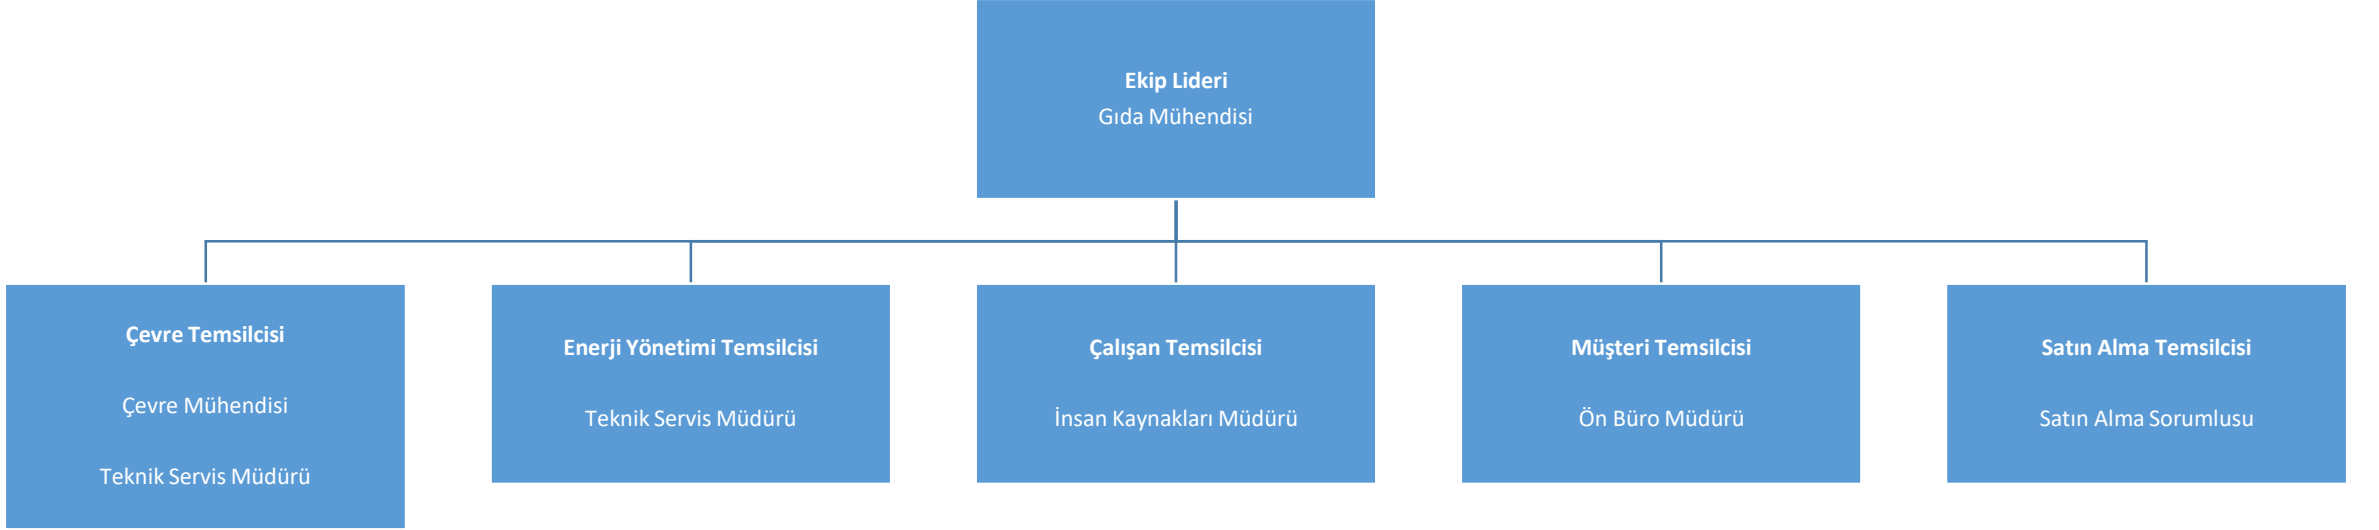 Ekip Lideri
Gıda Mühendisi
Çevre Temsilcisi
Çevre Mühendisi
Teknik Servis Müdürü
Enerji Yönetimi Temsilcisi
Teknik Servis Müdürü
Çalışan Temsilcisi
İnsan Kaynakları Müdürü
Müşteri Temsilcisi
Ön Büro Müdürü
Satın Alma Temsilcisi
Satın Alma Sorumlusu